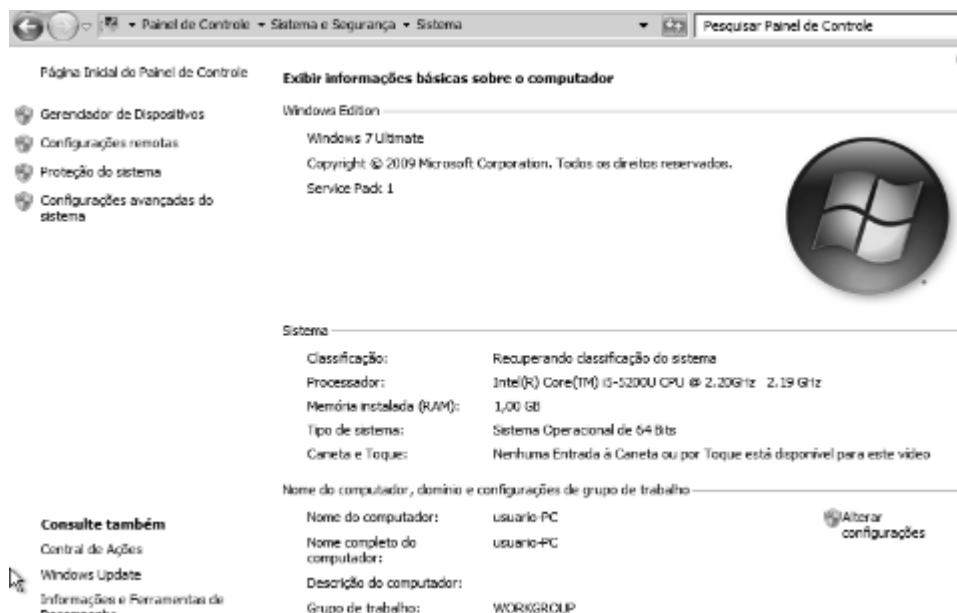 Painel de Controle Sistema e Segurança Sistema
Pesquisar Painel de Controle
Página Inicial do Painel de Controle
Gerenciador de Dispositivos
Configurações remotas
Proteção do sistema
Configurações avançadas do
sistema
Exibir informações básicas sobre o computador
Windows Edition
Windows 7 Ultimate
Copyright © 2009 Microsoft Corporation. Todos os direitos reservados.
Service Pack 1
Sistema
Classificação: Recuperando classificação do sistema
Processador: Intel(R) Core(TM) i5-5200U CPU @ 2.20GHz 2.19 GHz
Memória instalada (RAM): 1,00 GB
Tipo de sistema: Sistema Operacional de 64 Bits
Caneta e Toque: Nenhuma Entrada à Caneta ou por Toque está disponível para este vídeo
Nome do computador, domínio e configurações de grupo de trabalho
Nome do computador: usuario-PC
Alterar
configurações
Nome completo do
computador: usuario-PC
Descrição do computador:
Grupo de trabalho: WORKGROUP
Consulte também
Central de Ações
Windows Update
Informações e Ferramentas de